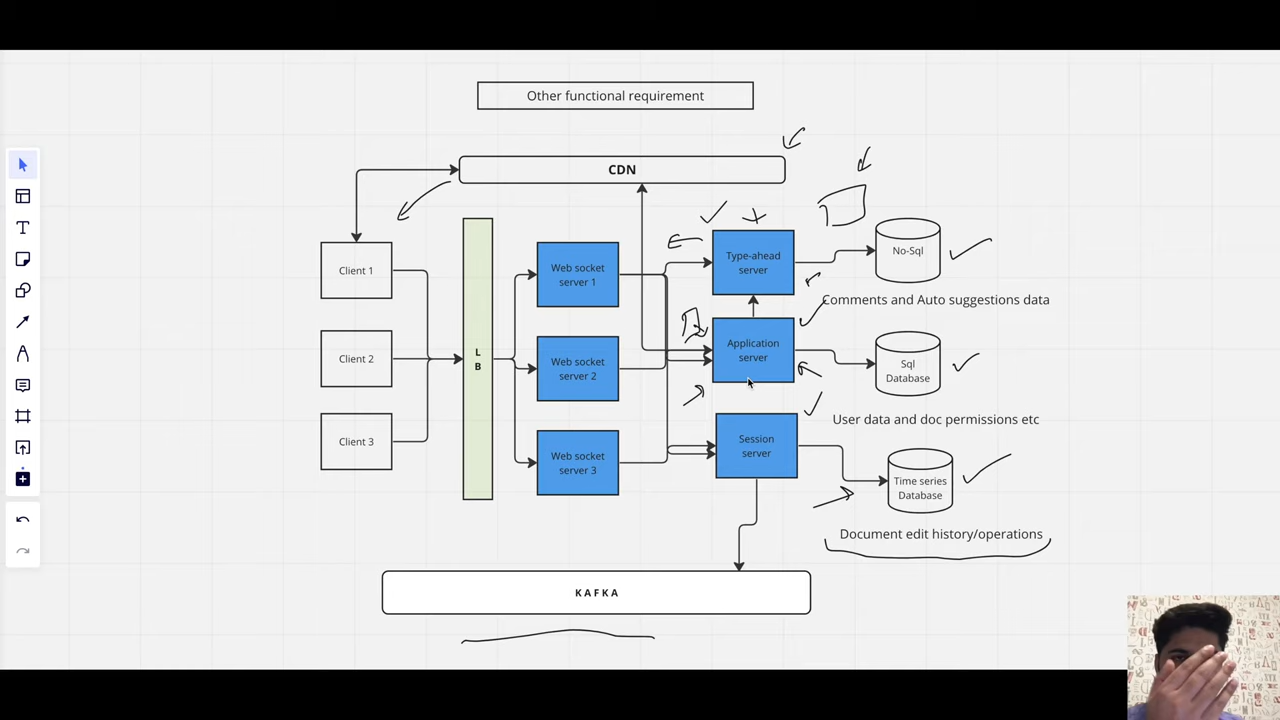 Other functional requirement
CDN
Client 1
Client 2
Client 3
L
B
Web socket
server 1
Web socket
server 2
Web socket
server 3
Type-ahead
server
Application
server
Session
server
No-Sql
Comments and Auto suggestions data
Sql
Database
User data and doc permissions etc
Time series
Database
Document edit history/operations
KAFKA